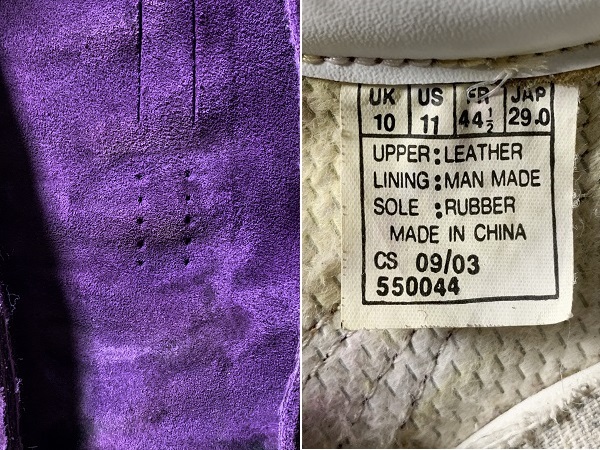 UK US FR JAP
10 11 44½ 29.0
UPPER:LEATHER
LINING:MAN MADE
SOLE :RUBBER
MADE IN CHINA
CS 09/03
550044